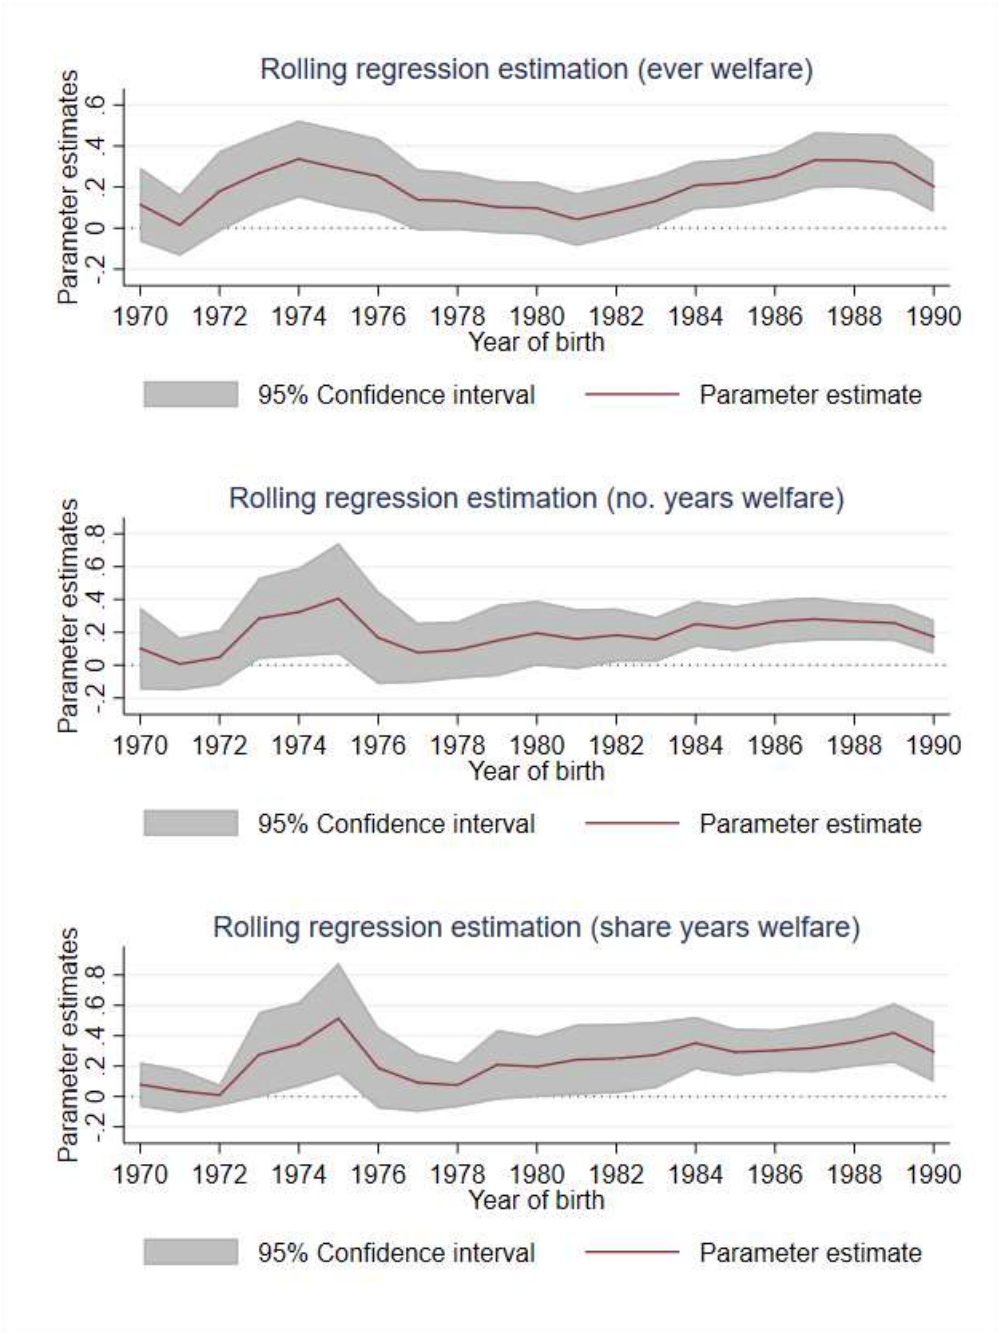 Rolling regression estimation (ever welfare)
Parameter estimates
.6
.4
.2
0
-.2
1970 1972 1974 1976 1978 1980 1982 1984 1986 1988 1990
Year of birth
95% Confidence interval Parameter estimate
Rolling regression estimation (no. years welfare)
Parameter estimates
.8
.6
.4
.2
0
-.2
1970 1972 1974 1976 1978 1980 1982 1984 1986 1988 1990
Year of birth
95% Confidence interval Parameter estimate
Rolling regression estimation (share years welfare)
Parameter estimates
.8
.6
.4
.2
0
-.2
1970 1972 1974 1976 1978 1980 1982 1984 1986 1988 1990
Year of birth
95% Confidence interval Parameter estimate